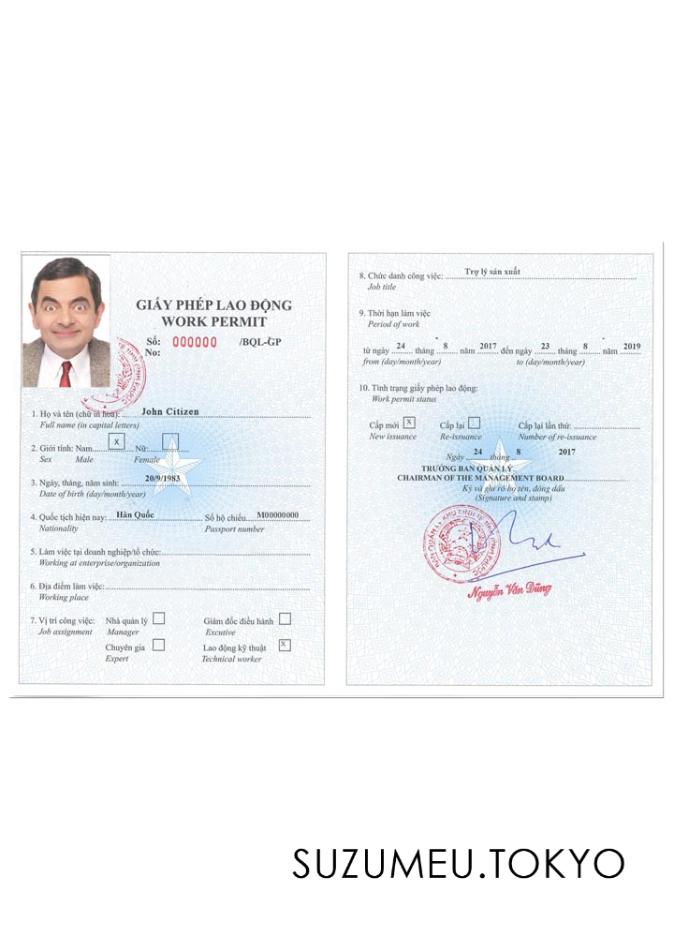 GIẤY PHÉP LAO ĐỘNG
WORK PERMIT
Số: 000000 /BQL-GP
No:
1. Họ và tên (chữ in hoa): John Citizen
Full name (in capital letters)
2. Giới tính: Nam X Nữ:
Sex Male Female
3. Ngày, tháng, năm sinh: 20/9/1983
Date of birth (day/month/year)
4. Quốc tịch hiện nay: Hàn Quốc Số hộ chiếu M00000000
Nationality Passport number
5. Làm việc tại doanh nghiệp/tổ chức:
Working at enterprise/organization
6. Địa điểm làm việc:
Working place
7. Vị trí công việc: Nhà quản lý Giám đốc điều hành
Job assignment Manager Excutive
Chuyên gia Lao động kỹ thuật X
Expert Technical worker
8. Chức danh công việc: Trợ lý sản xuất
Job title
9. Thời hạn làm việc
Period of work
từ ngày 24 tháng 8 năm 2017 đến ngày 23 tháng 8 năm 2019
from (day/month/year) to (day/month/year)
10. Tình trạng giấy phép lao động:
Work permit status
Cấp mới X Cấp lại Cấp lại lần thứ:
New issuance Re-issuance Number of re-issuance
Ngày 24 tháng 8 2017
TRƯỞNG BAN QUẢN LÝ
CHAIRMAN OF THE MANAGEMENT BOARD
Ký và ghi rõ họ tên, đóng dấu
(Signature and stamp)
Nguyễn Văn Dũng
SUZUMEU.TOKYO